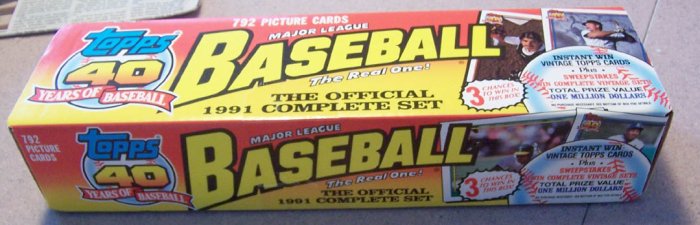 792 PICTURE CARDS
Topps
40
YEARS OF BASEBALL
MAJOR LEAGUE
BASEBALL
The Real One!
THE OFFICIAL
1991 COMPLETE SET
3 CHANCES
TO WIN IN
THIS BOX!
INSTANT WIN
VINTAGE TOPPS CARDS
Plus
SWEEPSTAKES
WIN COMPLETE VINTAGE SETS
TOTAL PRIZE VALUE
ONE MILLION DOLLARS
792
PICTURE
CARDS
Topps
40
YEARS OF BASEBALL
MAJOR LEAGUE
BASEBALL
The Real One!
THE OFFICIAL
1991 COMPLETE SET
3 CHANCES
TO WIN IN
THIS BOX!
INSTANT WIN
VINTAGE TOPPS CARDS
Plus
SWEEPSTAKES
WIN COMPLETE VINTAGE SETS
TOTAL PRIZE VALUE
ONE MILLION DOLLARS